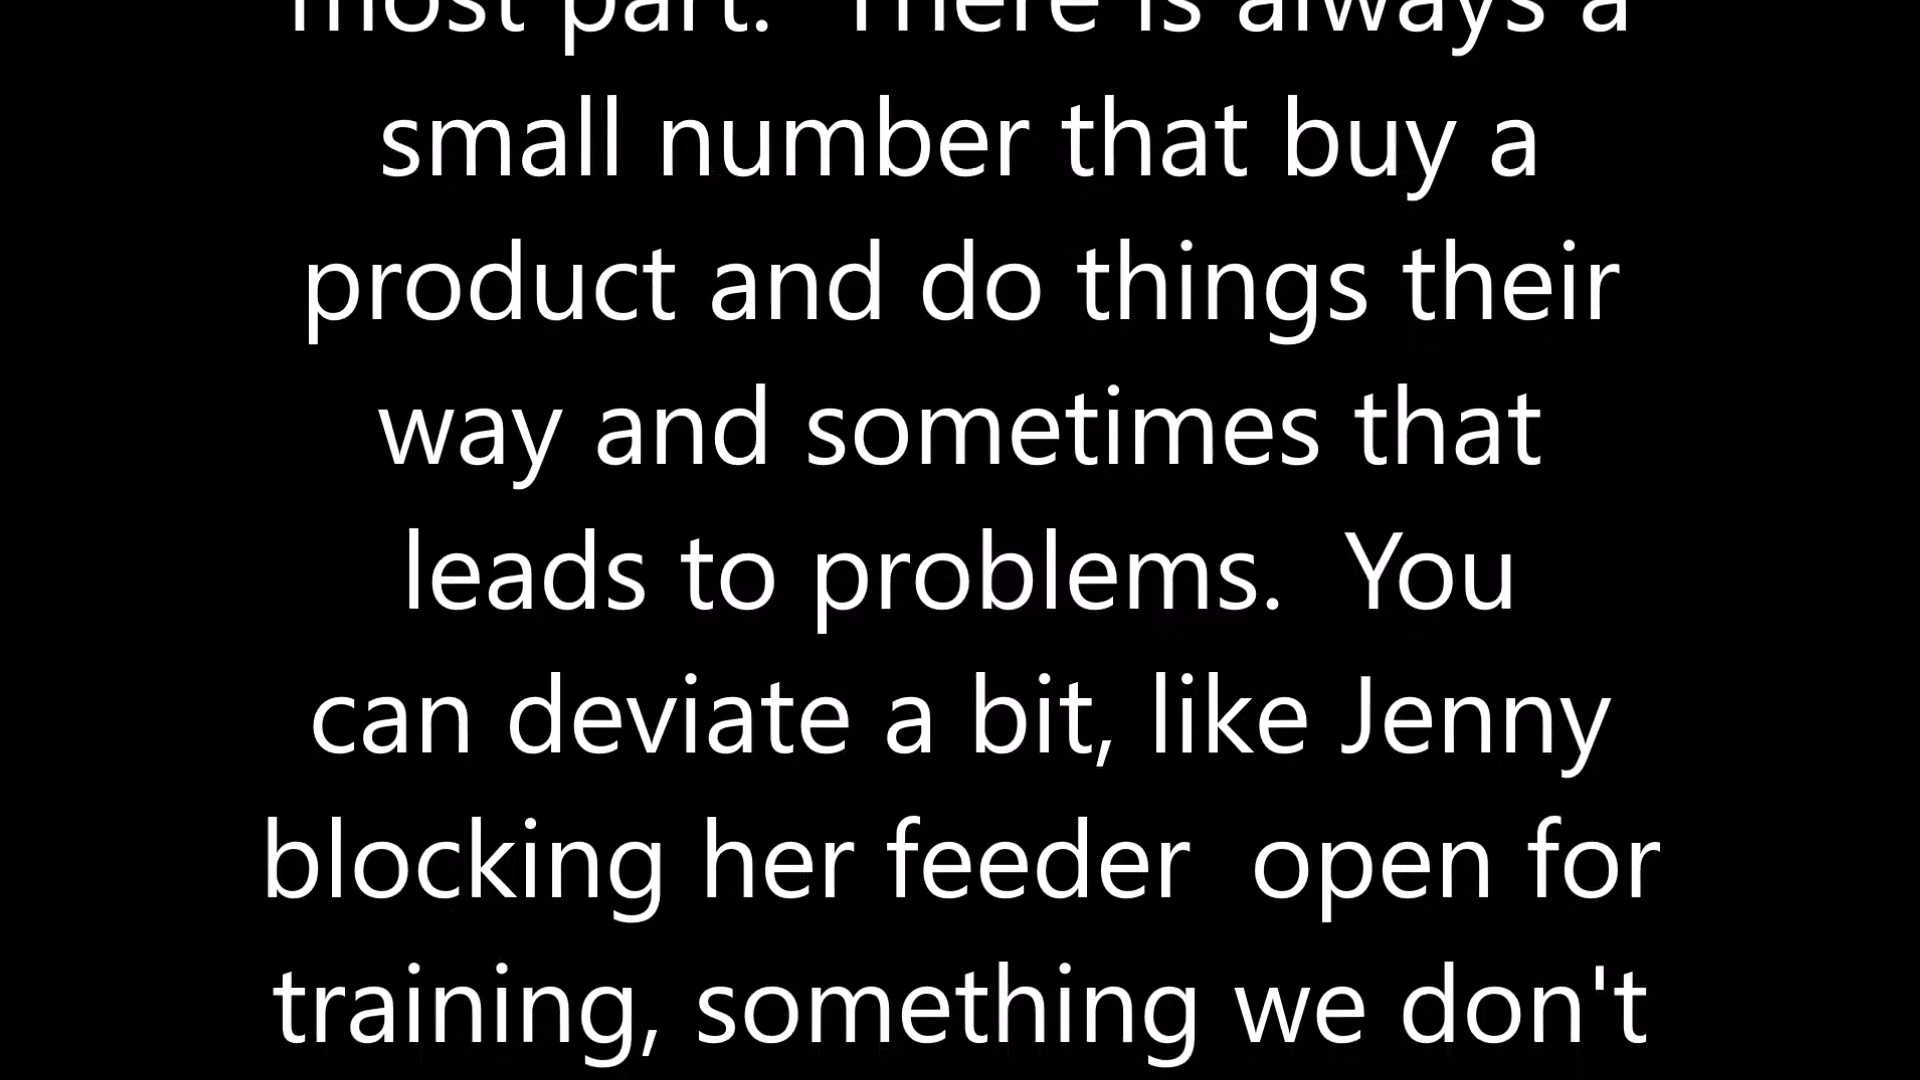 most part.  There is always a
small number that buy a
product and do things their
way and sometimes that
leads to problems.  You
can deviate a bit, like Jenny
blocking her feeder  open for
training, something we don't